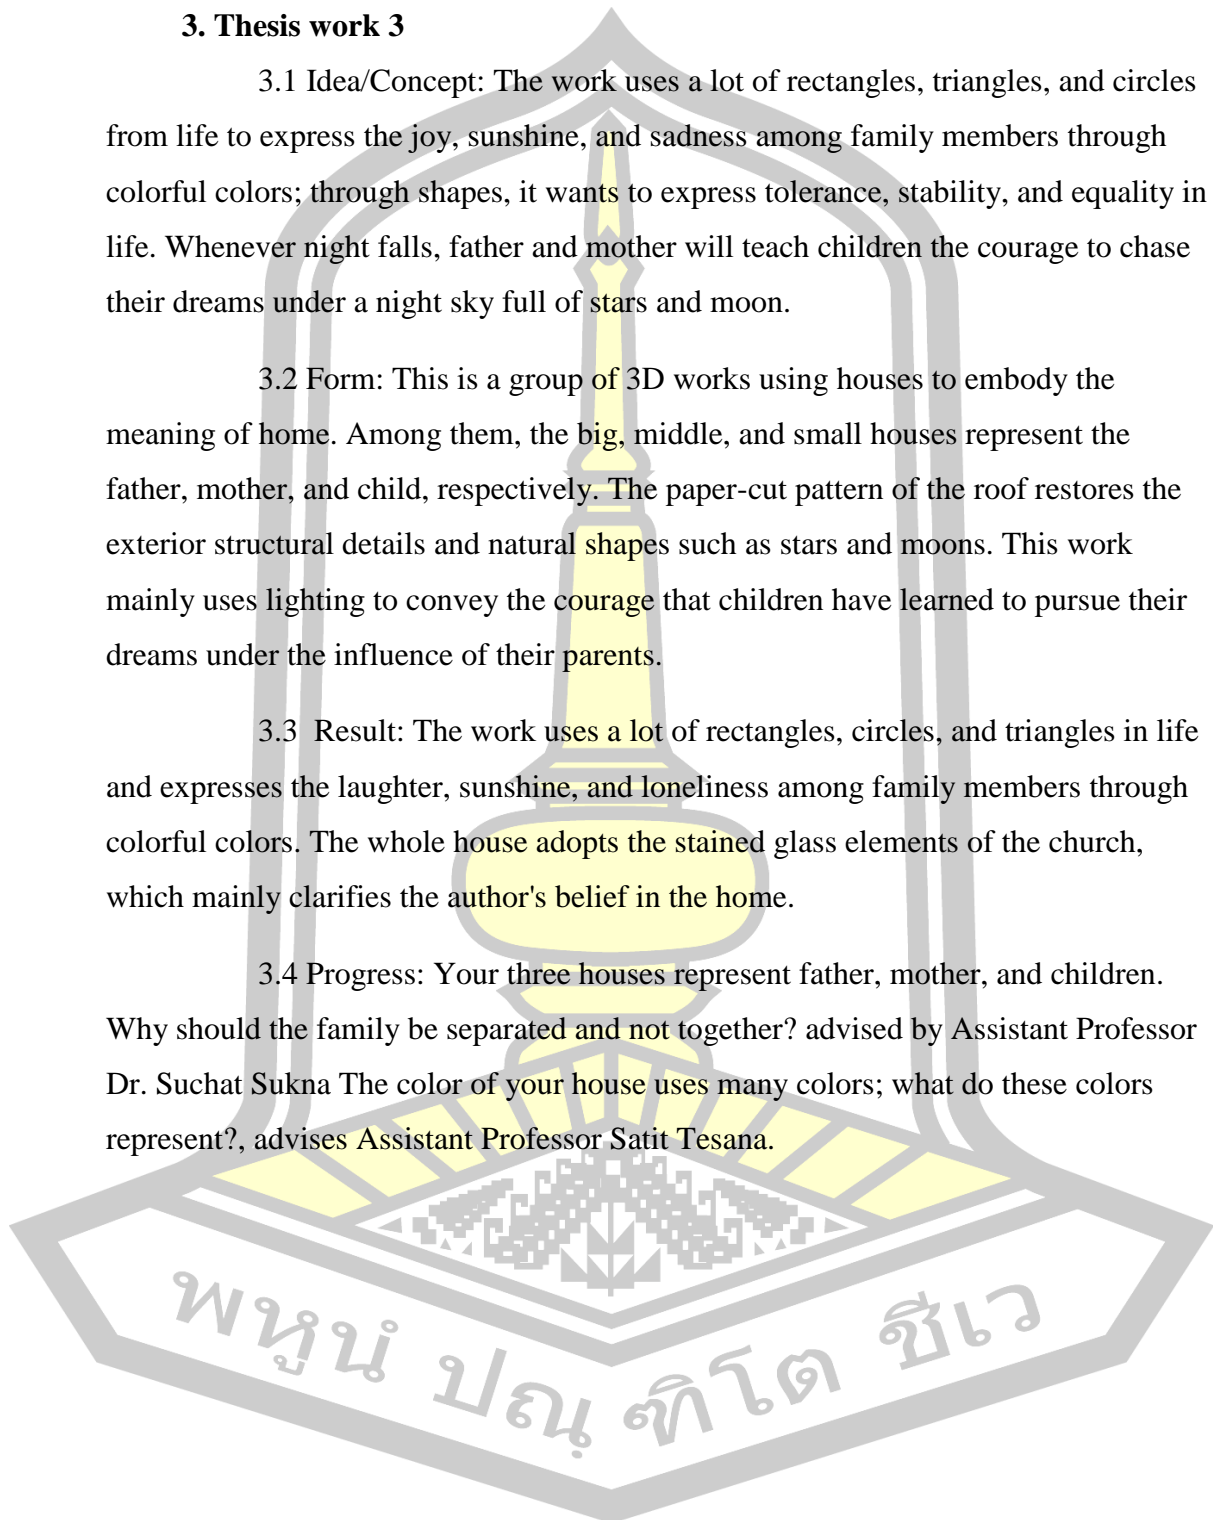 3. Thesis work 3
3.1 Idea/Concept: The work uses a lot of rectangles, triangles, and circles
from life to express the joy, sunshine, and sadness among family members through
colorful colors; through shapes, it wants to express tolerance, stability, and equality in
life. Whenever night falls, father and mother will teach children the courage to chase
their dreams under a night sky full of stars and moon.
3.2 Form: This is a group of 3D works using houses to embody the
meaning of home. Among them, the big, middle, and small houses represent the
father, mother, and child, respectively. The paper-cut pattern of the roof restores the
exterior structural details and natural shapes such as stars and moons. This work
mainly uses lighting to convey the courage that children have learned to pursue their
dreams under the influence of their parents.
3.3 Result: The work uses a lot of rectangles, circles, and triangles in life
and expresses the laughter, sunshine, and loneliness among family members through
colorful colors. The whole house adopts the stained glass elements of the church,
which mainly clarifies the author's belief in the home.
3.4 Progress: Your three houses represent father, mother, and children.
Why should the family be separated and not together? advised by Assistant Professor
Dr. Suchat Sukna The color of your house uses many colors; what do these colors
represent?, advises Assistant Professor Satit Tesana.
พหูนํ ปณฺ ฑิโต ชีเว